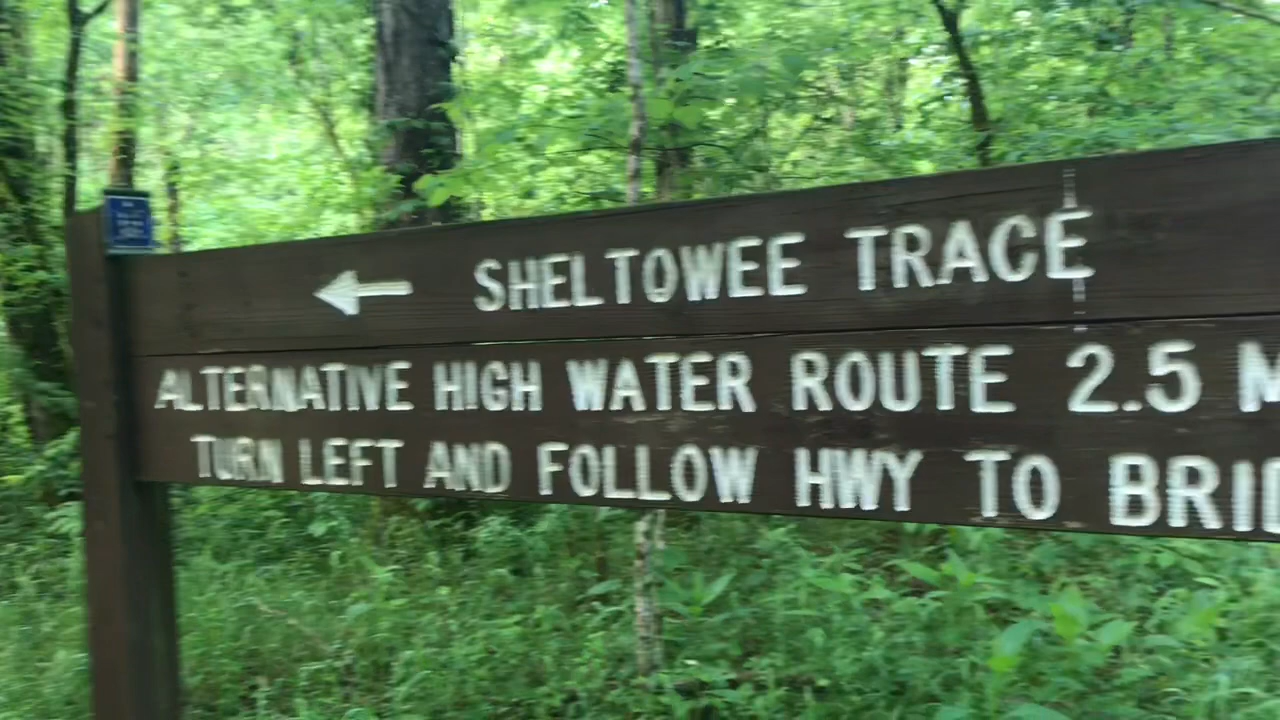 SHELTOWEE TRACE
ALTERNATIVE HIGH WATER ROUTE 2.5
TURN LEFT AND FOLLOW HWY TO